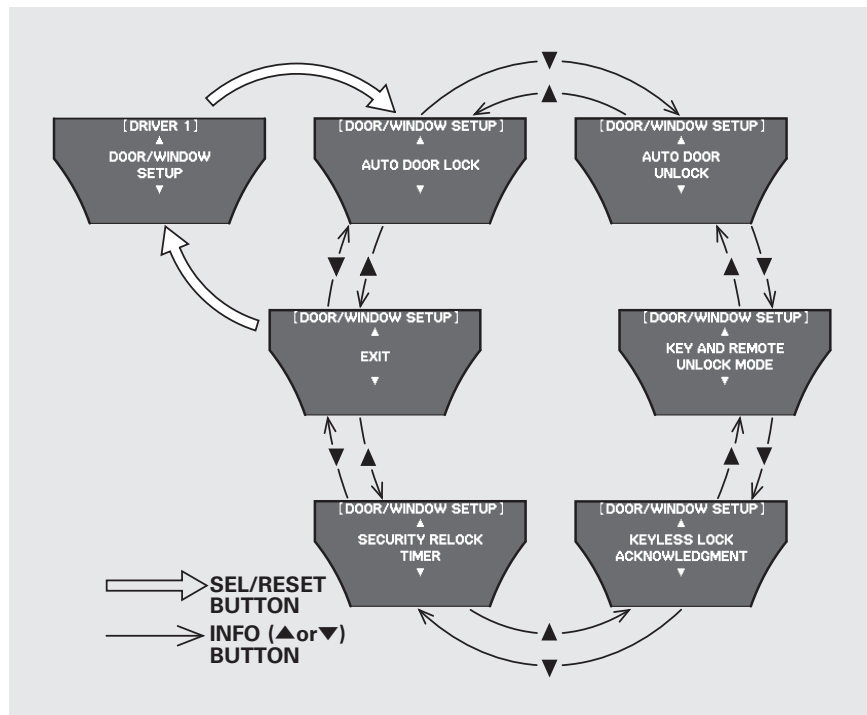 [DRIVER 1]
▲
DOOR/WINDOW
SETUP
▼
[DOOR/WINDOW SETUP]
▲
AUTO DOOR LOCK
▼
[DOOR/WINDOW SETUP]
▲
AUTO DOOR
UNLOCK
▼
[DOOR/WINDOW SETUP]
▲
EXIT
▼
[DOOR/WINDOW SETUP]
▲
KEY AND REMOTE
UNLOCK MODE
▼
[DOOR/WINDOW SETUP]
▲
SECURITY RELOCK
TIMER
▼
[DOOR/WINDOW SETUP]
▲
KEYLESS LOCK
ACKNOWLEDGMENT
▼
SEL/RESET
BUTTON
INFO (▲or▼)
BUTTON